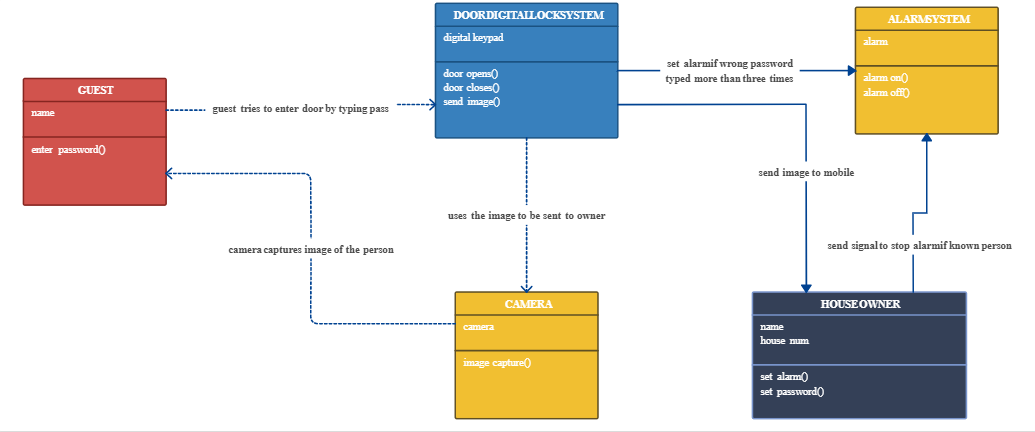 DOORDIGITALLOCKSYSTEM
digital keypad
door opens()
door closes()
send image()
ALARMSYSTEM
alarm
alarm on()
alarm off()
set alarmif wrong password
typed more than three times
GUEST
name
enter password()
guest tries to enter door by typing pass
send image to mobile
uses the image to be sent to owner
camera captures image of the person
send signal to stop alarmif known person
CAMERA
camera
image capture()
HOUSEOWNER
name
house num
set alarm()
set password()